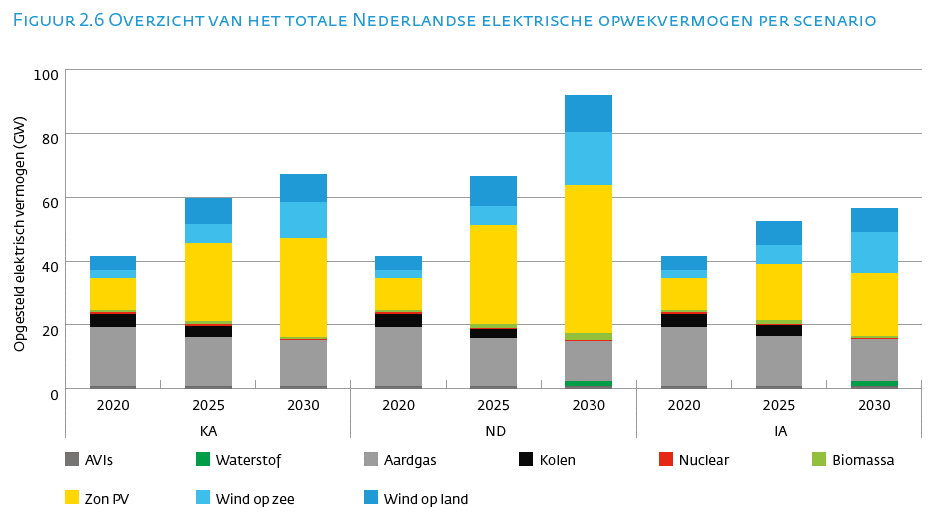 Figuur 2.6 Overzicht van het totale Nederlandse elektrische opwekvermogen per scenario
Opgesteld elektrisch vermogen (GW)
100
80
60
40
20
0
2020 2025 2030 2020 2025 2030 2020 2025 2030
KA ND IA
AVIs Waterstof Aardgas Kolen Nuclear Biomassa
Zon PV Wind op zee Wind op land